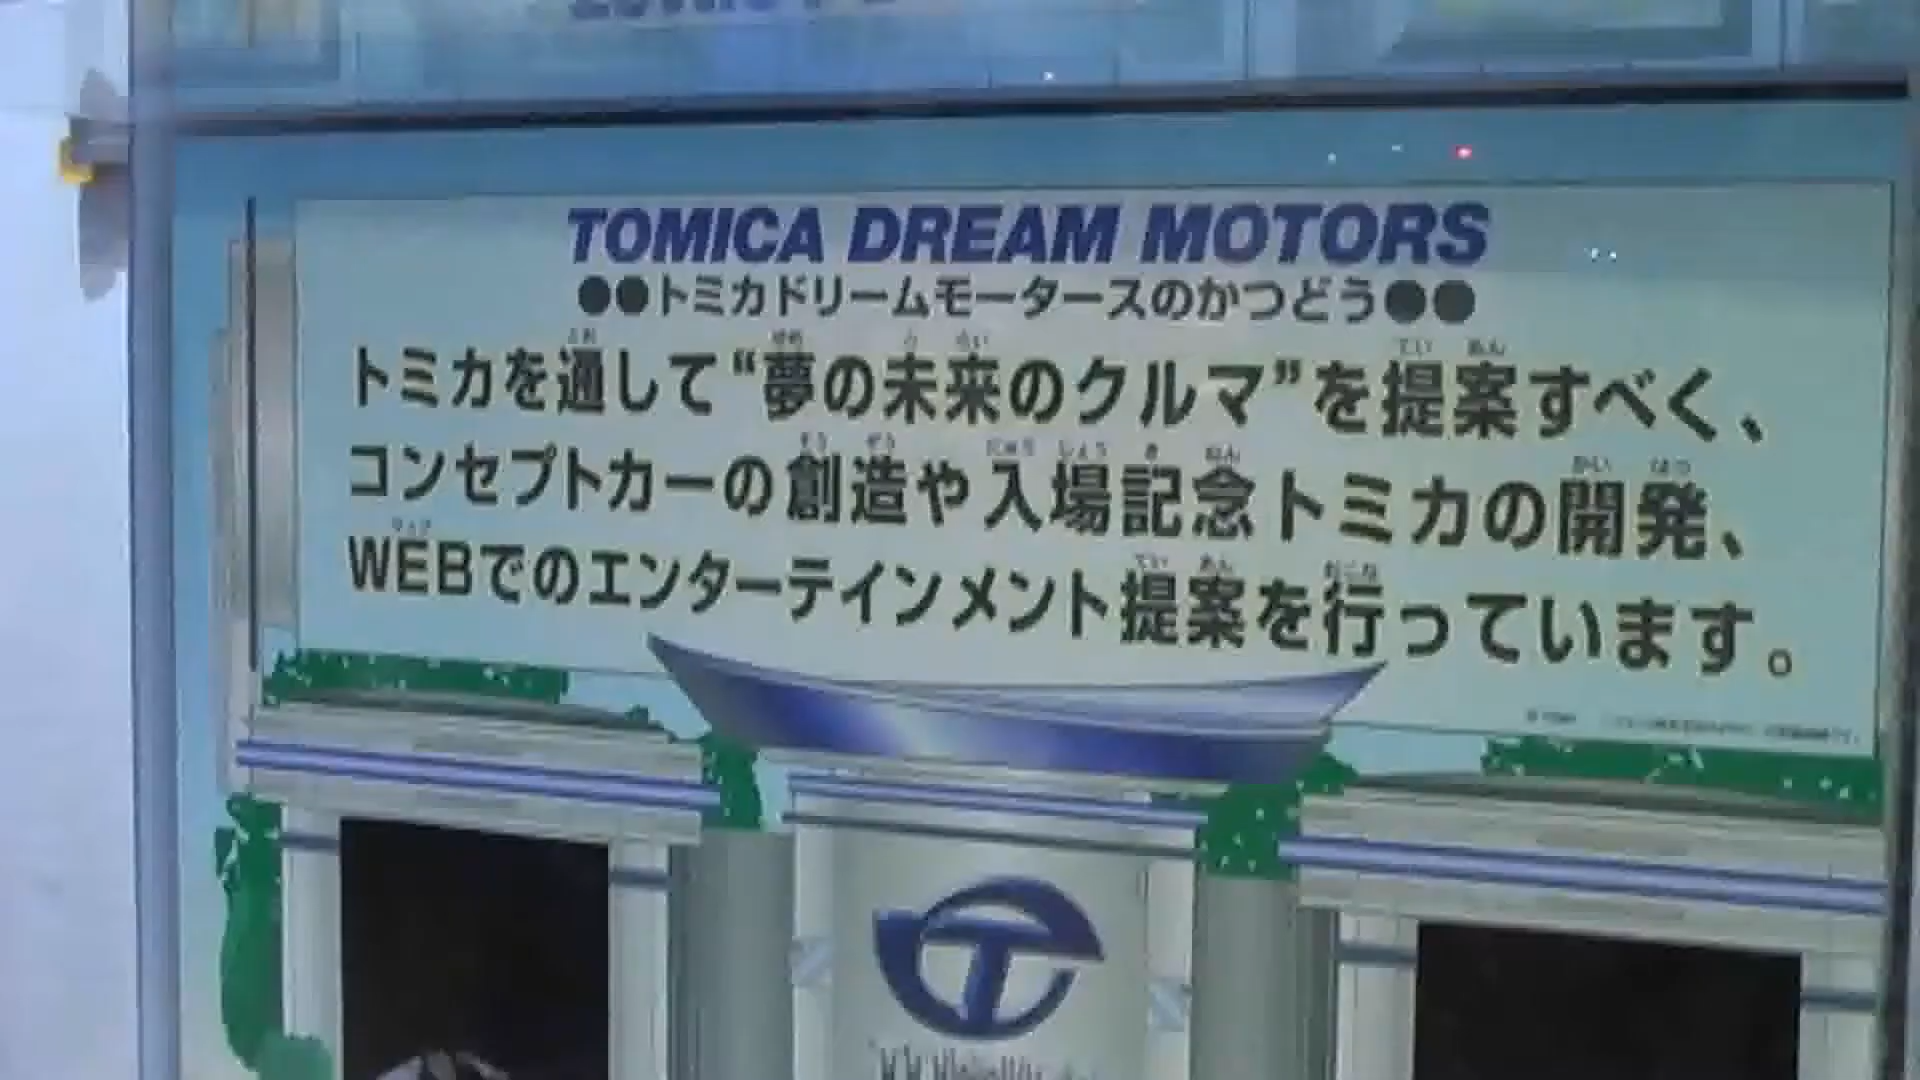 TOMICA DREAM MOTORS
●●トミカドリームモータースのかつどう●●
トミカを通して“夢の未来のクルマ”を提案すべく、
コンセプトカーの創造や入場記念トミカの開発、
WEBでのエンターテインメント提案を行っています。
T